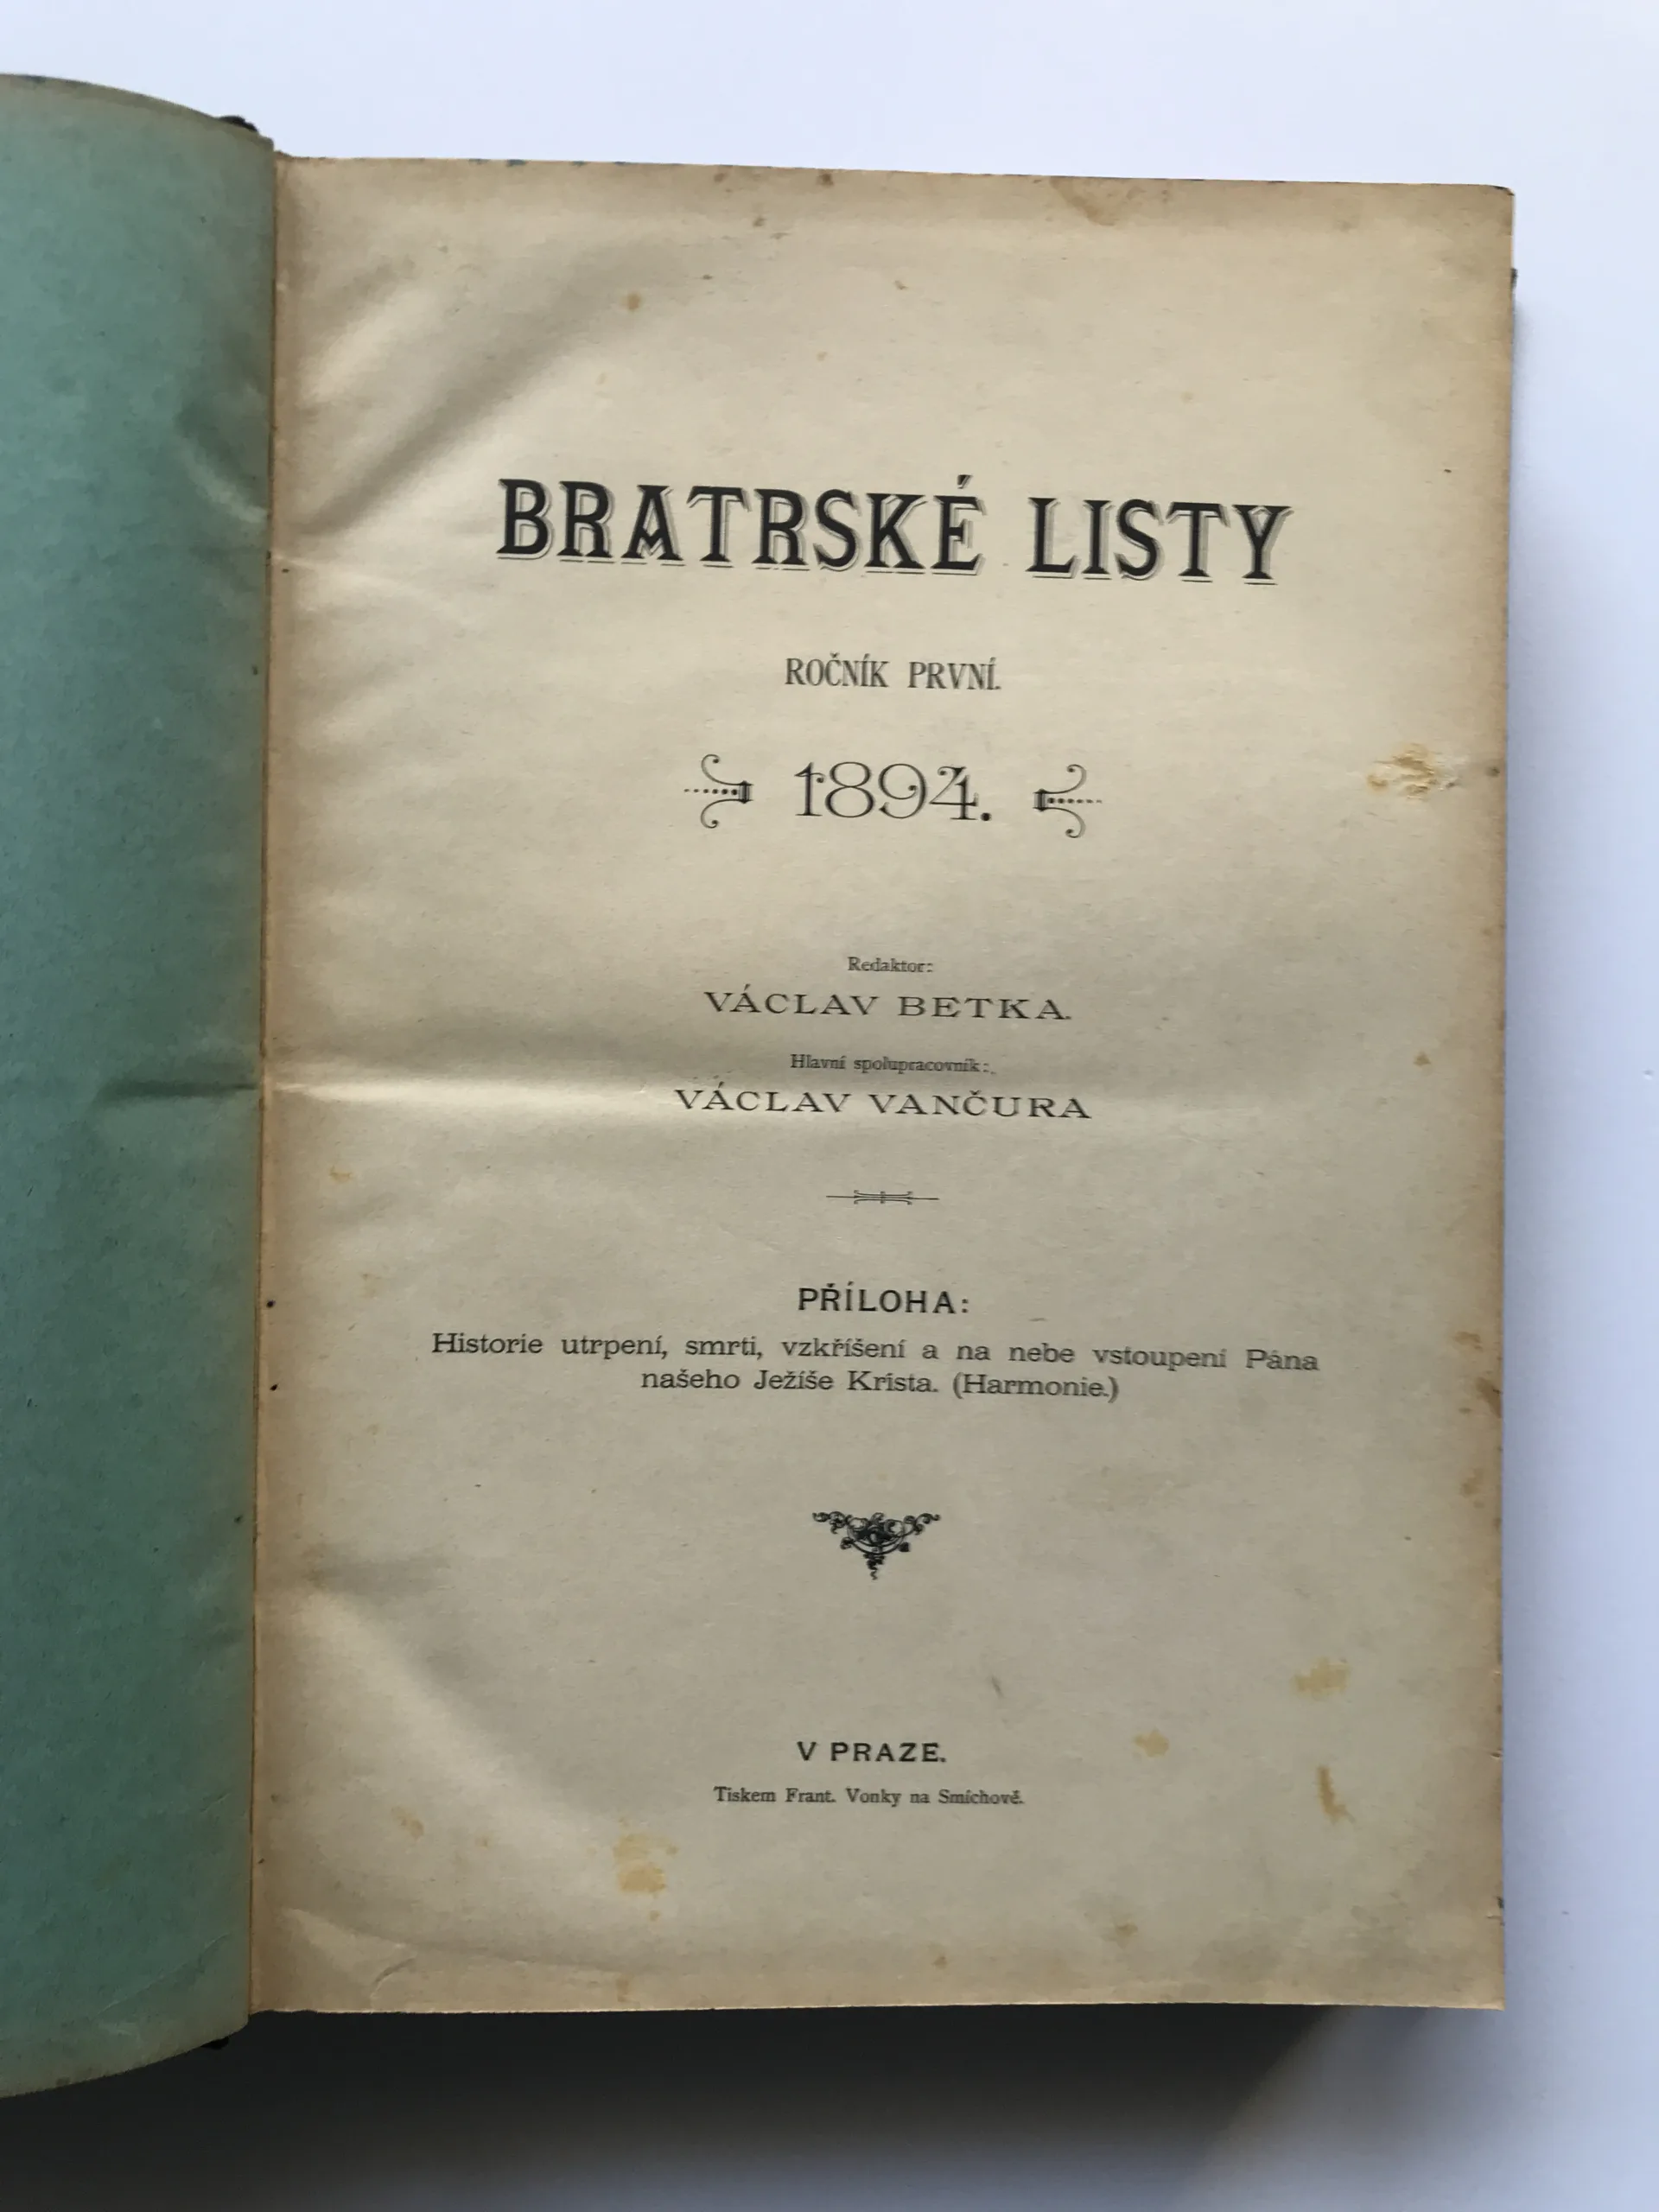 BRATRSKÉ LISTY
ROČNÍK PRVNÍ.
1894.
Redaktor:
VÁCLAV BETKA.
Hlavní spolupracovník:
VÁCLAV VANČURA
PŘÍLOHA:
Historie utrpení, smrti, vzkříšení a na nebe vstoupení Pána
našeho Ježíše Krista. (Harmonie.)
V PRAZE.
Tiskem Frant. Vonky na Smíchově.